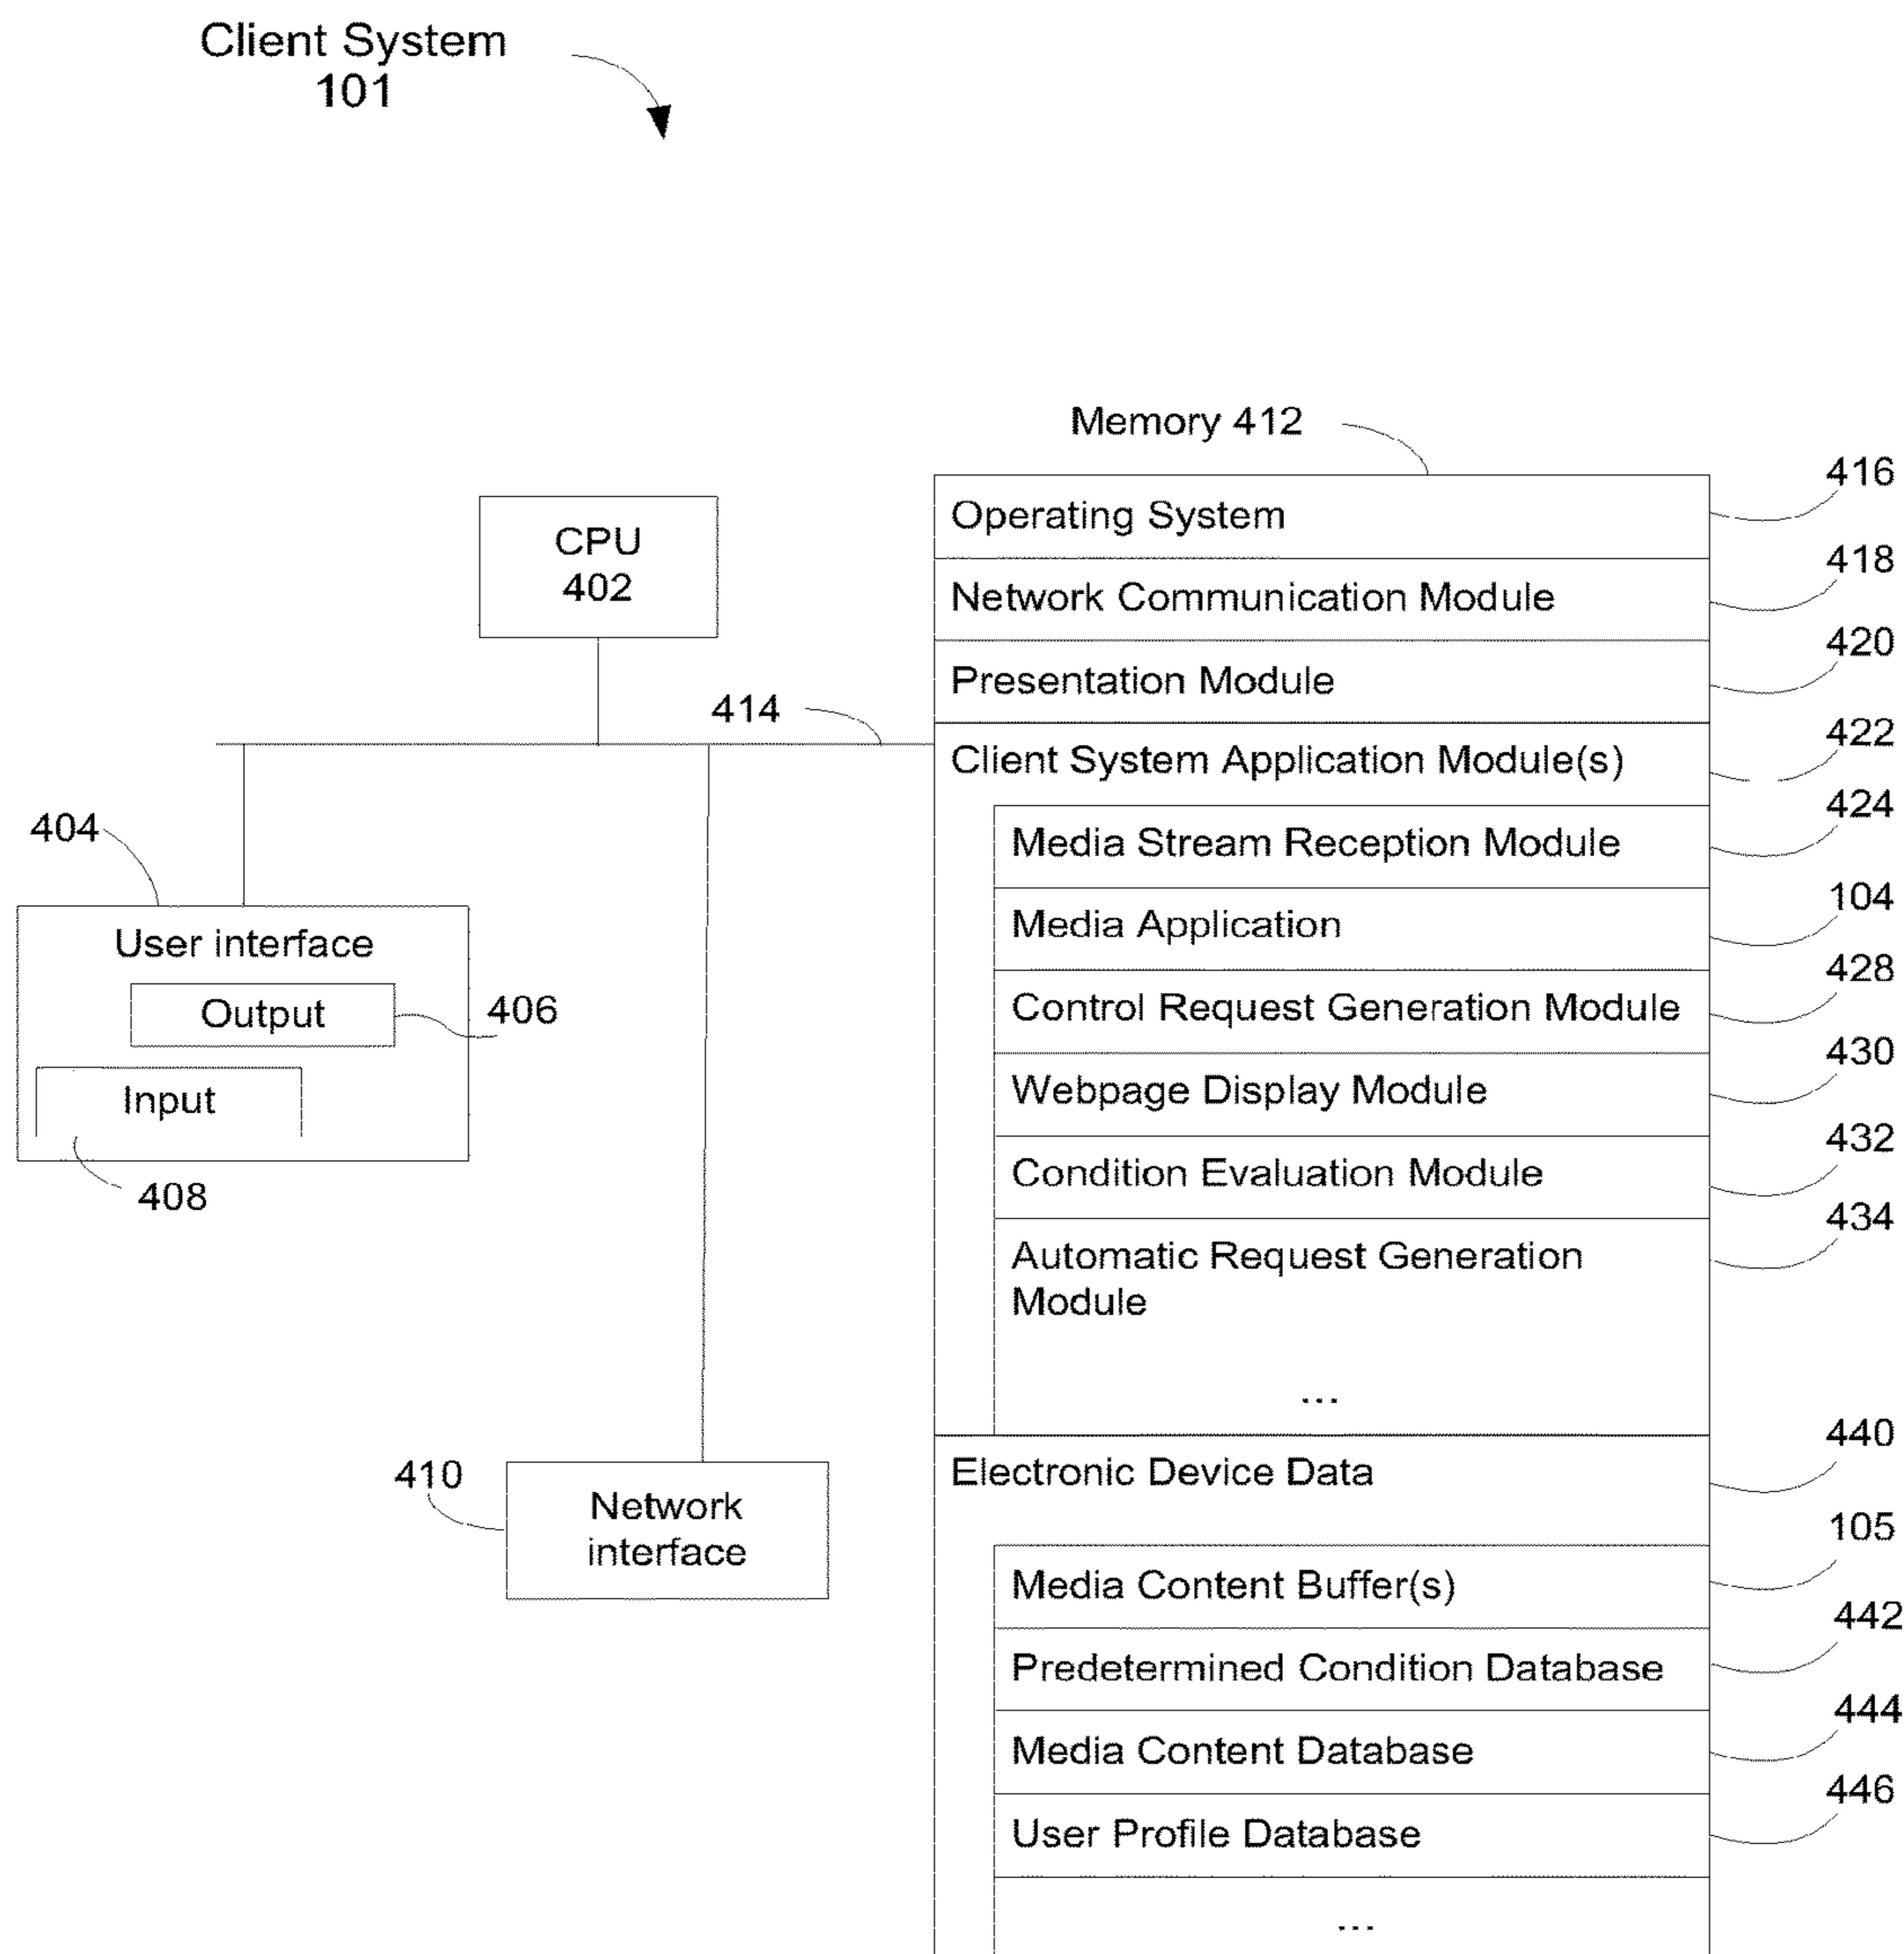 Client System
101
Memory 412
Operating System
416
Network Communication Module
418
Presentation Module
420
Client System Application Module(s)
422
Media Stream Reception Module
424
Media Application
104
Control Request Generation Module
428
Webpage Display Module
430
Condition Evaluation Module
432
Automatic Request Generation
Module
434
...
Electronic Device Data
440
Media Content Buffer(s)
105
Predetermined Condition Database
442
Media Content Database
444
User Profile Database
446
...
CPU
402
414
404
User interface
Output
406
Input
408
410
Network
interface